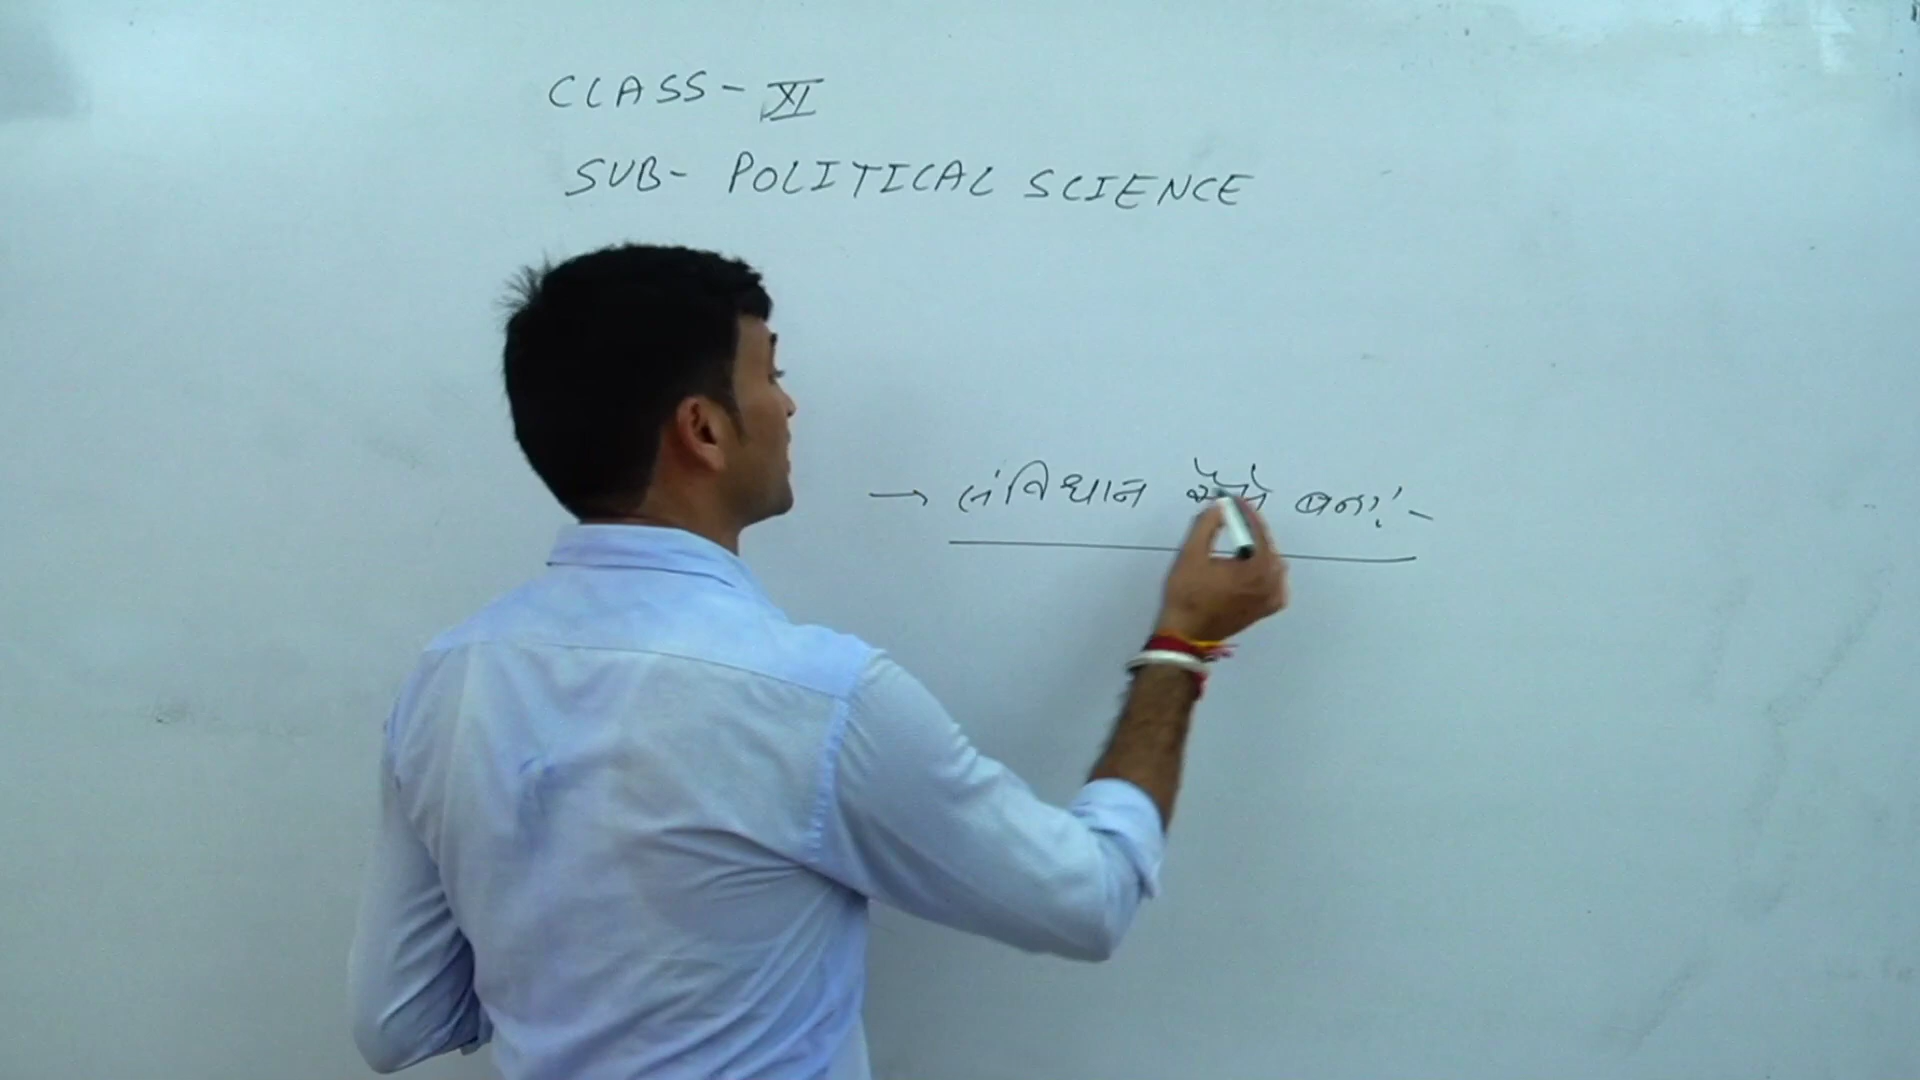 CLASS - XI
SUB - POLITICAL SCIENCE
→ संविधान कैसे बना? -